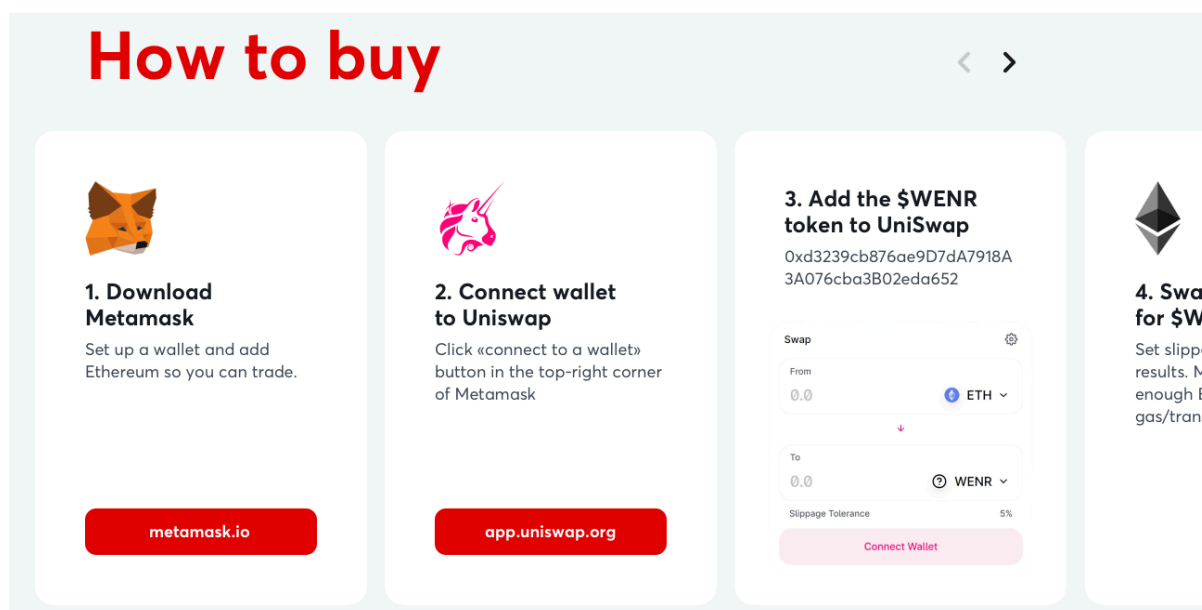 How to buy
1. Download
Metamask
Set up a wallet and add
Ethereum so you can trade.
metamask.io
2. Connect wallet
to Uniswap
Click «connect to a wallet»
button in the top-right corner
of Metamask
app.uniswap.org
3. Add the $WENR
token to UniSwap
0xd3239cb876ae9D7dA7918A
3A076cba3B02eda652
Swap
From
0.0
ETH
To
0.0
WENR
Slippage Tolerance 5%
Connect Wallet
4. Swa
for $W
Set slipp
results. M
enough E
gas/tran